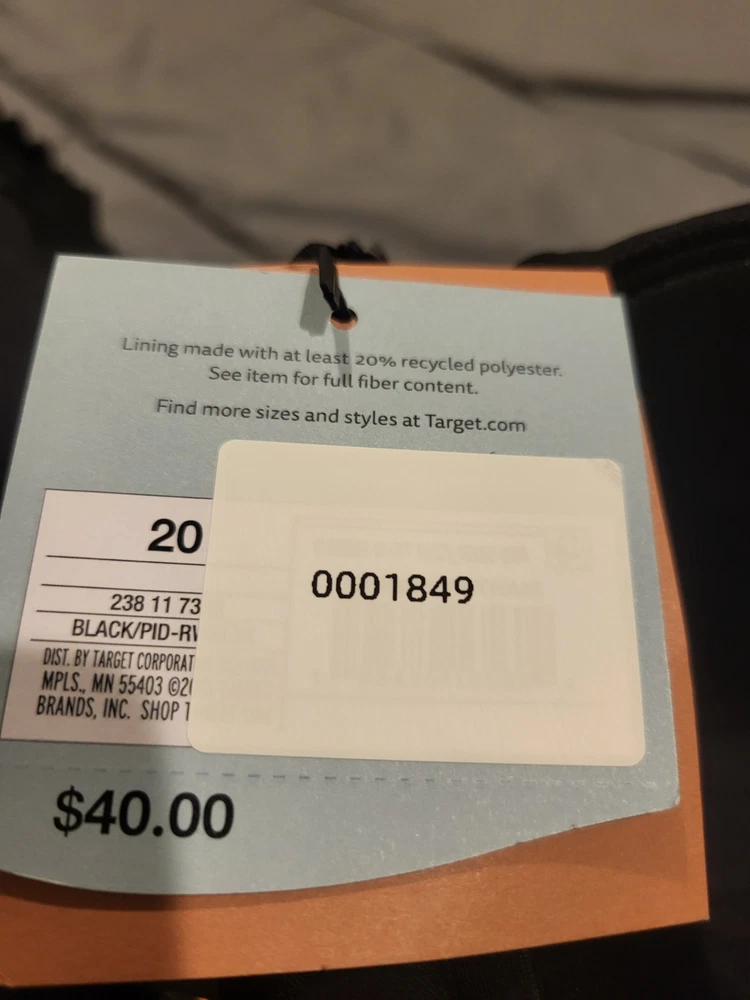 Lining made with at least 20% recycled polyester.
See item for full fiber content.
Find more sizes and styles at Target.com
20
0001849
238 11 73
BLACK/PID-RV
DIST. BY TARGET CORPORAT
MPLS., MN 55403 ©20
BRANDS, INC. SHOP T
$40.00